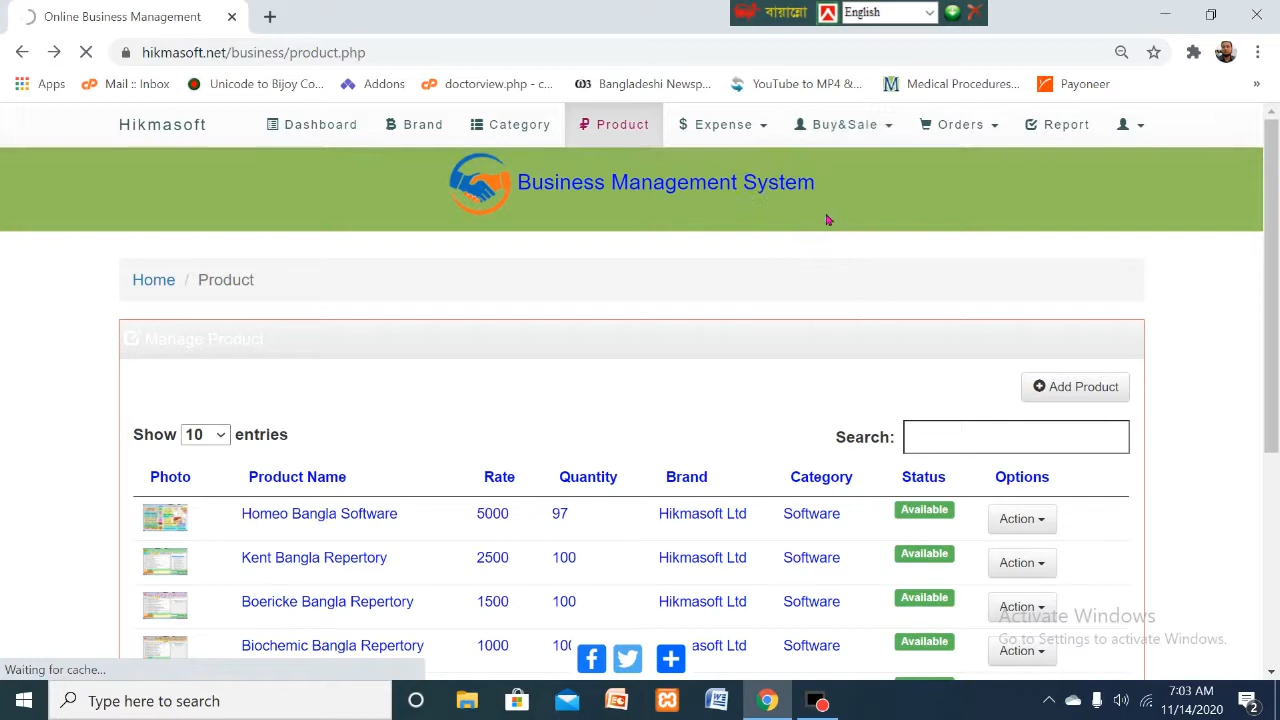 Online Business Management
বায়ান্নো
English
hikmasoft.net/business/product.php
Apps Mail :: Inbox Unicode to Bijoy Co... Addons doctorview.php - c... Bangladeshi Newsp... YouTube to MP4 &... Medical Procedures... Payoneer »
Hikmasoft Dashboard Brand Category Product Expense Buy&Sale Orders Report
Business Management System
Home / Product
Manage Product
Add Product
Show 10 entries Search:
Photo Product Name Rate Quantity Brand Category Status Options
Homeo Bangla Software 5000 97 Hikmasoft Ltd Software Available Action
Kent Bangla Repertory 2500 100 Hikmasoft Ltd Software Available Action
Boericke Bangla Repertory 1500 100 Hikmasoft Ltd Software Available Action
Biochemic Bangla Repertory 1000 100 asoft Ltd Software Available Action
Activate Windows
Go to Settings to activate Windows.
Waiting for cache...
Type here to search
7:03 AM
11/14/2020
2